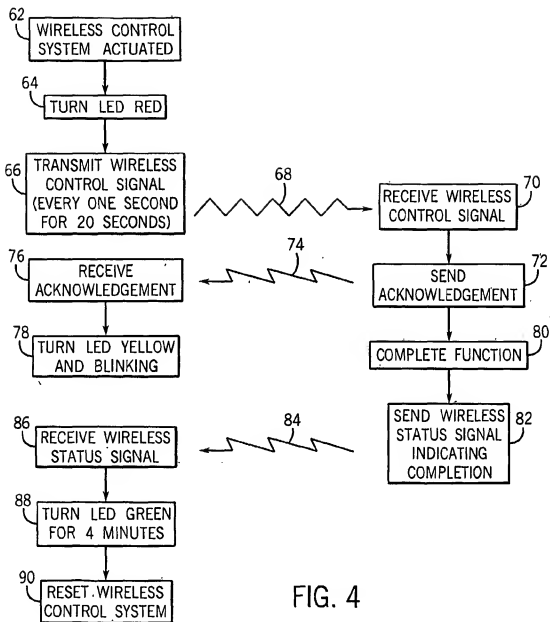 62
WIRELESS CONTROL
SYSTEM ACTUATED
64
TURN LED RED
66
TRANSMIT WIRELESS
CONTROL SIGNAL
(EVERY ONE SECOND
FOR 20 SECONDS)
68
70
RECEIVE WIRELESS
CONTROL SIGNAL
72
SEND
ACKNOWLEDGEMENT
74
76
RECEIVE
ACKNOWLEDGEMENT
78
TURN LED YELLOW
AND BLINKING
80
COMPLETE FUNCTION
82
SEND WIRELESS
STATUS SIGNAL
INDICATING
COMPLETION
84
86
RECEIVE WIRELESS
STATUS SIGNAL
88
TURN LED GREEN
FOR 4 MINUTES
90
RESET WIRELESS
CONTROL SYSTEM
FIG. 4